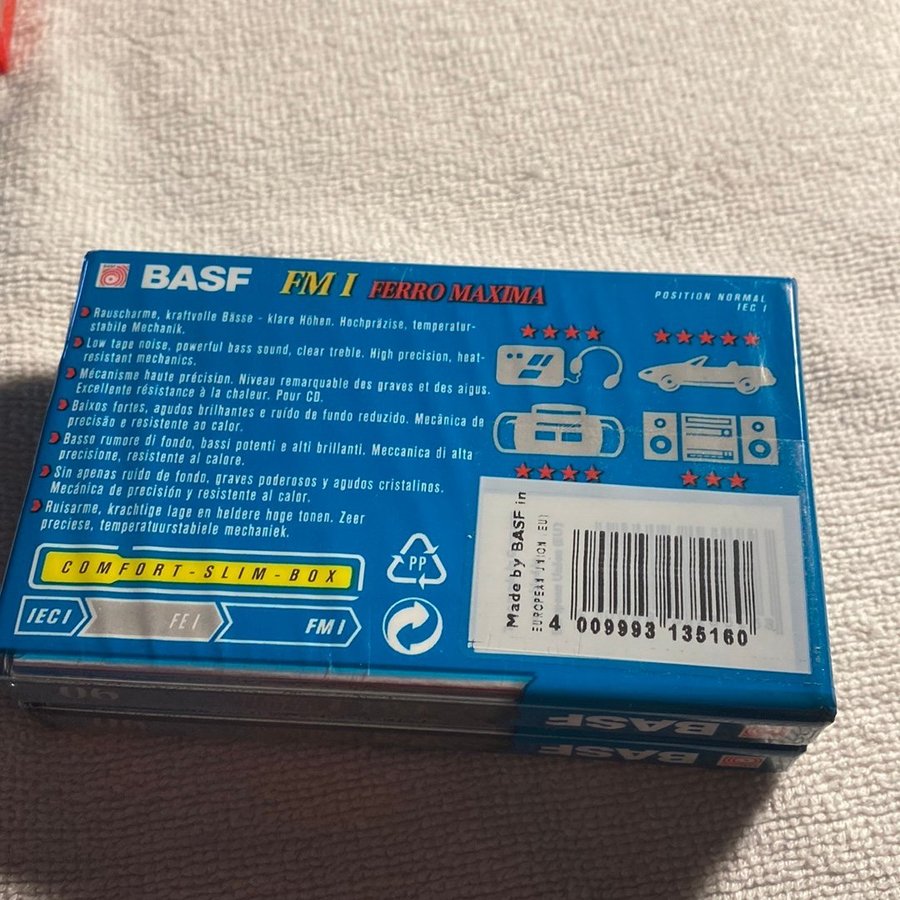 BASF FM I FERRO MAXIMA
POSITION NORMAL
IEC I
Rauscharme, kraftvolle Bässe - klare Höhen. Hochpräzise, temperatur-
stabile Mechanik.
Low tape noise, powerful bass sound, clear treble. High precision, heat-
resistant mechanics.
Mécanisme haute précision. Niveau remarquable des graves et des aigus.
Excellente résistance à la chaleur. Pour CD.
Baixos fortes, agudos brilhantes e ruído de fundo reduzido. Mecânica de
precisão e resistente ao calor.
Basso rumore di fondo, bassi potenti e alti brillanti. Meccanica di alta
precisione, resistente al calore.
Sin apenas ruido de fondo, graves poderosos y agudos cristalinos.
Mecánica de precisión y resistente al calor.
Ruisarme, krachtige lage en heldere hoge tonen. Zeer
preciese, temperatuurstabiele mechaniek.
COMFORT-SLIM-BOX
IEC I FE I FM I
PP
Made by BASF in
EUROPEAN UNION (EU)
4 009993 135160
90
BASF
BASF